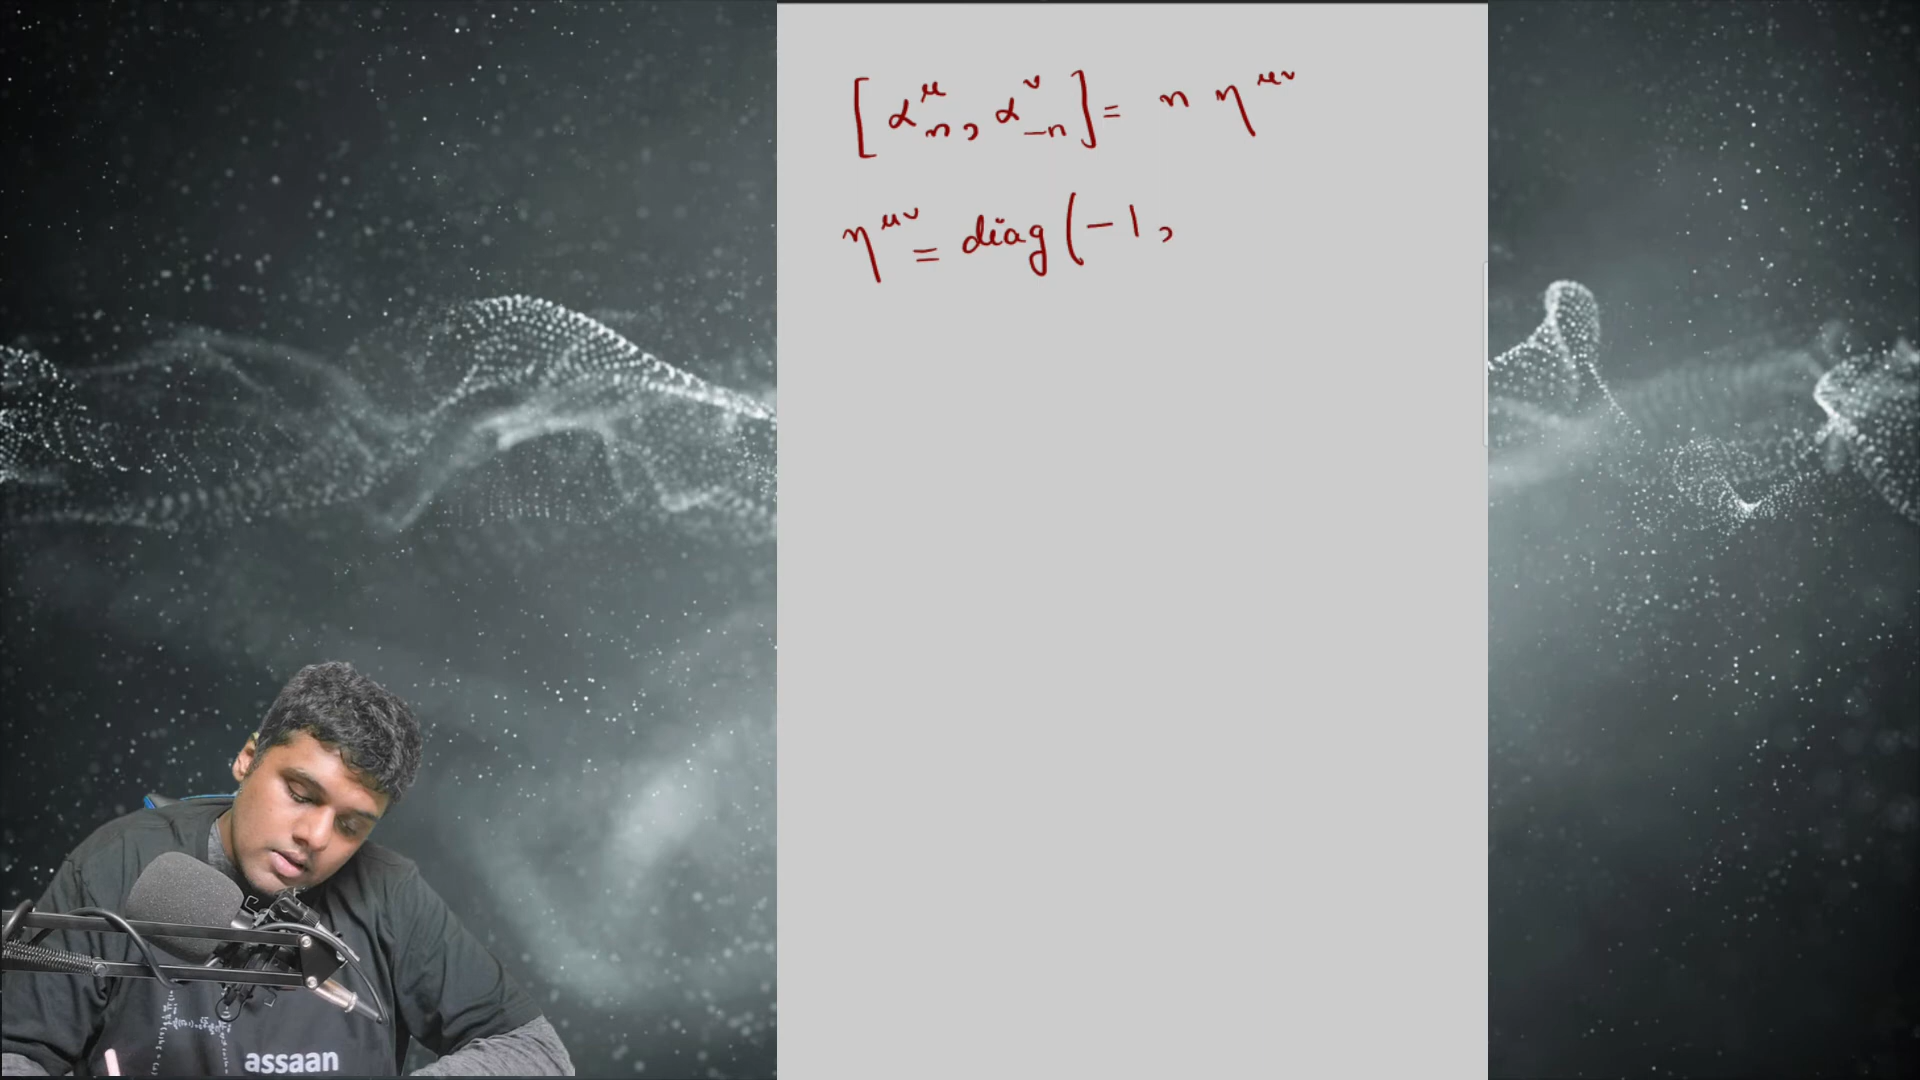 [α^μ_n, α^ν_{-n}] = n η^{μν}
η^{μν} = diag (-1,
assaan